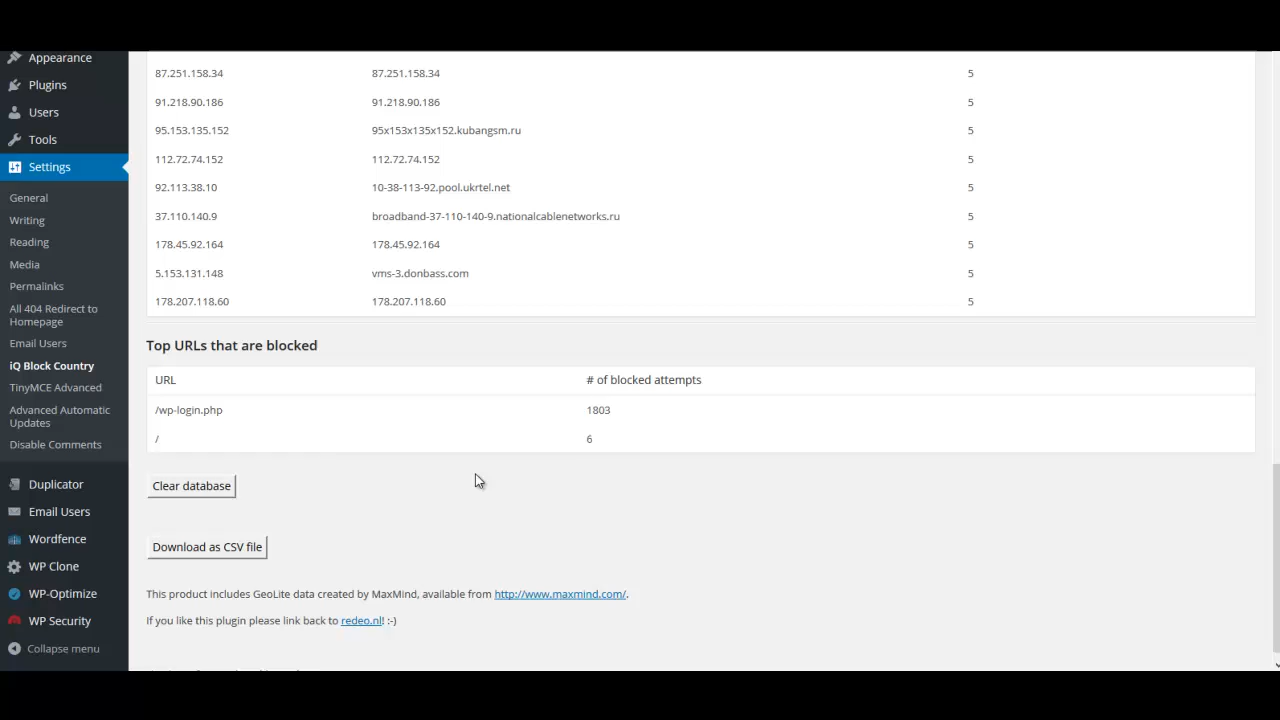 Appearance
Plugins
Users
Tools
Settings
General
Writing
Reading
Media
Permalinks
All 404 Redirect to
Homepage
Email Users
iQ Block Country
TinyMCE Advanced
Advanced Automatic
Updates
Disable Comments
Duplicator
Email Users
Wordfence
WP Clone
WP-Optimize
WP Security
Collapse menu
87.251.158.34 87.251.158.34 5
91.218.90.186 91.218.90.186 5
95.153.135.152 95x153x135x152.kubangsm.ru 5
112.72.74.152 112.72.74.152 5
92.113.38.10 10-38-113-92.pool.ukrtel.net 5
37.110.140.9 broadband-37-110-140-9.nationalcablenetworks.ru 5
178.45.92.164 178.45.92.164 5
5.153.131.148 vms-3.donbass.com 5
178.207.118.60 178.207.118.60 5
Top URLs that are blocked
URL # of blocked attempts
/wp-login.php 1803
/ 6
Clear database
Download as CSV file
This product includes GeoLite data created by MaxMind, available from http://www.maxmind.com/.
If you like this plugin please link back to redeo.nl! :-)